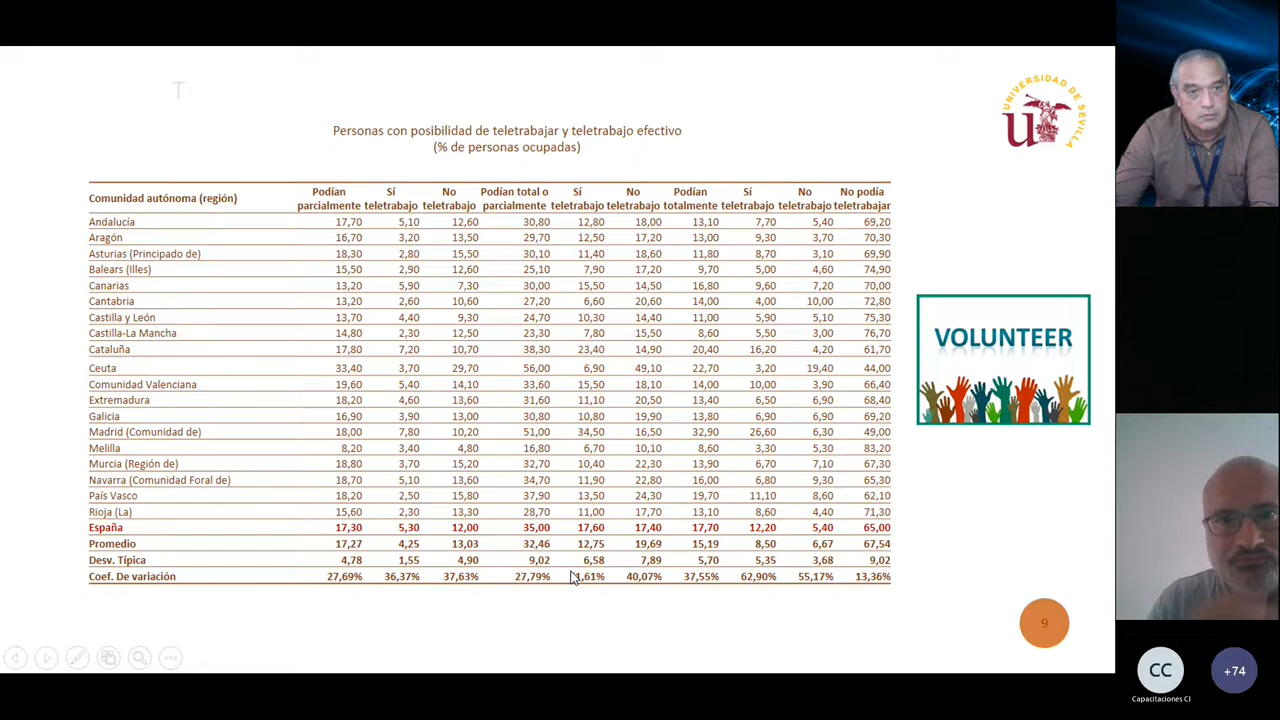 T
UNIVERSIDAD DE SEVILLA
Personas con posibilidad de teletrabajar y teletrabajo efectivo
(% de personas ocupadas)
Comunidad autónoma (región) Podían parcialmente Sí teletrabajo No teletrabajo Podían total o parcialmente Sí teletrabajo No teletrabajo Podían totalmente Sí teletrabajo No teletrabajo No podía teletrabajar
Andalucía 17,70 5,10 12,60 30,80 12,80 18,00 13,10 7,70 5,40 69,20
Aragón 16,70 3,20 13,50 29,70 12,50 17,20 13,00 9,30 3,70 70,30
Asturias (Principado de) 18,30 2,80 15,50 30,10 11,40 18,60 11,80 8,70 3,10 69,90
Balears (Illes) 15,50 2,90 12,60 25,10 7,90 17,20 9,70 5,00 4,60 74,90
Canarias 13,20 5,90 7,30 30,00 15,50 14,50 16,80 9,60 7,20 70,00
Cantabria 13,20 2,60 10,60 27,20 6,60 20,60 14,00 4,00 10,00 72,80
Castilla y León 13,70 4,40 9,30 24,70 10,30 14,40 11,00 5,90 5,10 75,30
Castilla-La Mancha 14,80 2,30 12,50 23,30 7,80 15,50 8,60 5,50 3,00 76,70
Cataluña 17,80 7,20 10,70 38,30 23,40 14,90 20,40 16,20 4,20 61,70
Ceuta 33,40 3,70 29,70 56,00 6,90 49,10 22,70 3,20 19,40 44,00
Comunidad Valenciana 19,60 5,40 14,10 33,60 15,50 18,10 14,00 10,00 3,90 66,40
Extremadura 18,20 4,60 13,60 31,60 11,10 20,50 13,40 6,50 6,90 68,40
Galicia 16,90 3,90 13,00 30,80 10,80 19,90 13,80 6,90 6,90 69,20
Madrid (Comunidad de) 18,00 7,80 10,20 51,00 34,50 16,50 32,90 26,60 6,30 49,00
Melilla 8,20 3,40 4,80 16,80 6,70 10,10 8,60 3,30 5,30 83,20
Murcia (Región de) 18,80 3,70 15,20 32,70 10,40 22,30 13,90 6,70 7,10 67,30
Navarra (Comunidad Foral de) 18,70 5,10 13,60 34,70 11,90 22,80 16,00 6,80 9,30 65,30
País Vasco 18,20 2,50 15,80 37,90 13,50 24,30 19,70 11,10 8,60 62,10
Rioja (La) 15,60 2,30 13,30 28,70 11,00 17,70 13,10 8,60 4,40 71,30
España 17,30 5,30 12,00 35,00 17,60 17,40 17,70 12,20 5,40 65,00
Promedio 17,27 4,25 13,03 32,46 12,75 19,69 15,19 8,50 6,67 67,54
Desv. Típica 4,78 1,55 4,90 9,02 6,58 7,89 5,70 5,35 3,68 9,02
Coef. De variación 27,69% 36,37% 37,63% 27,79% 1,61% 40,07% 37,55% 62,90% 55,17% 13,36%
VOLUNTEER
9
CC
Capacitaciones CI
+74